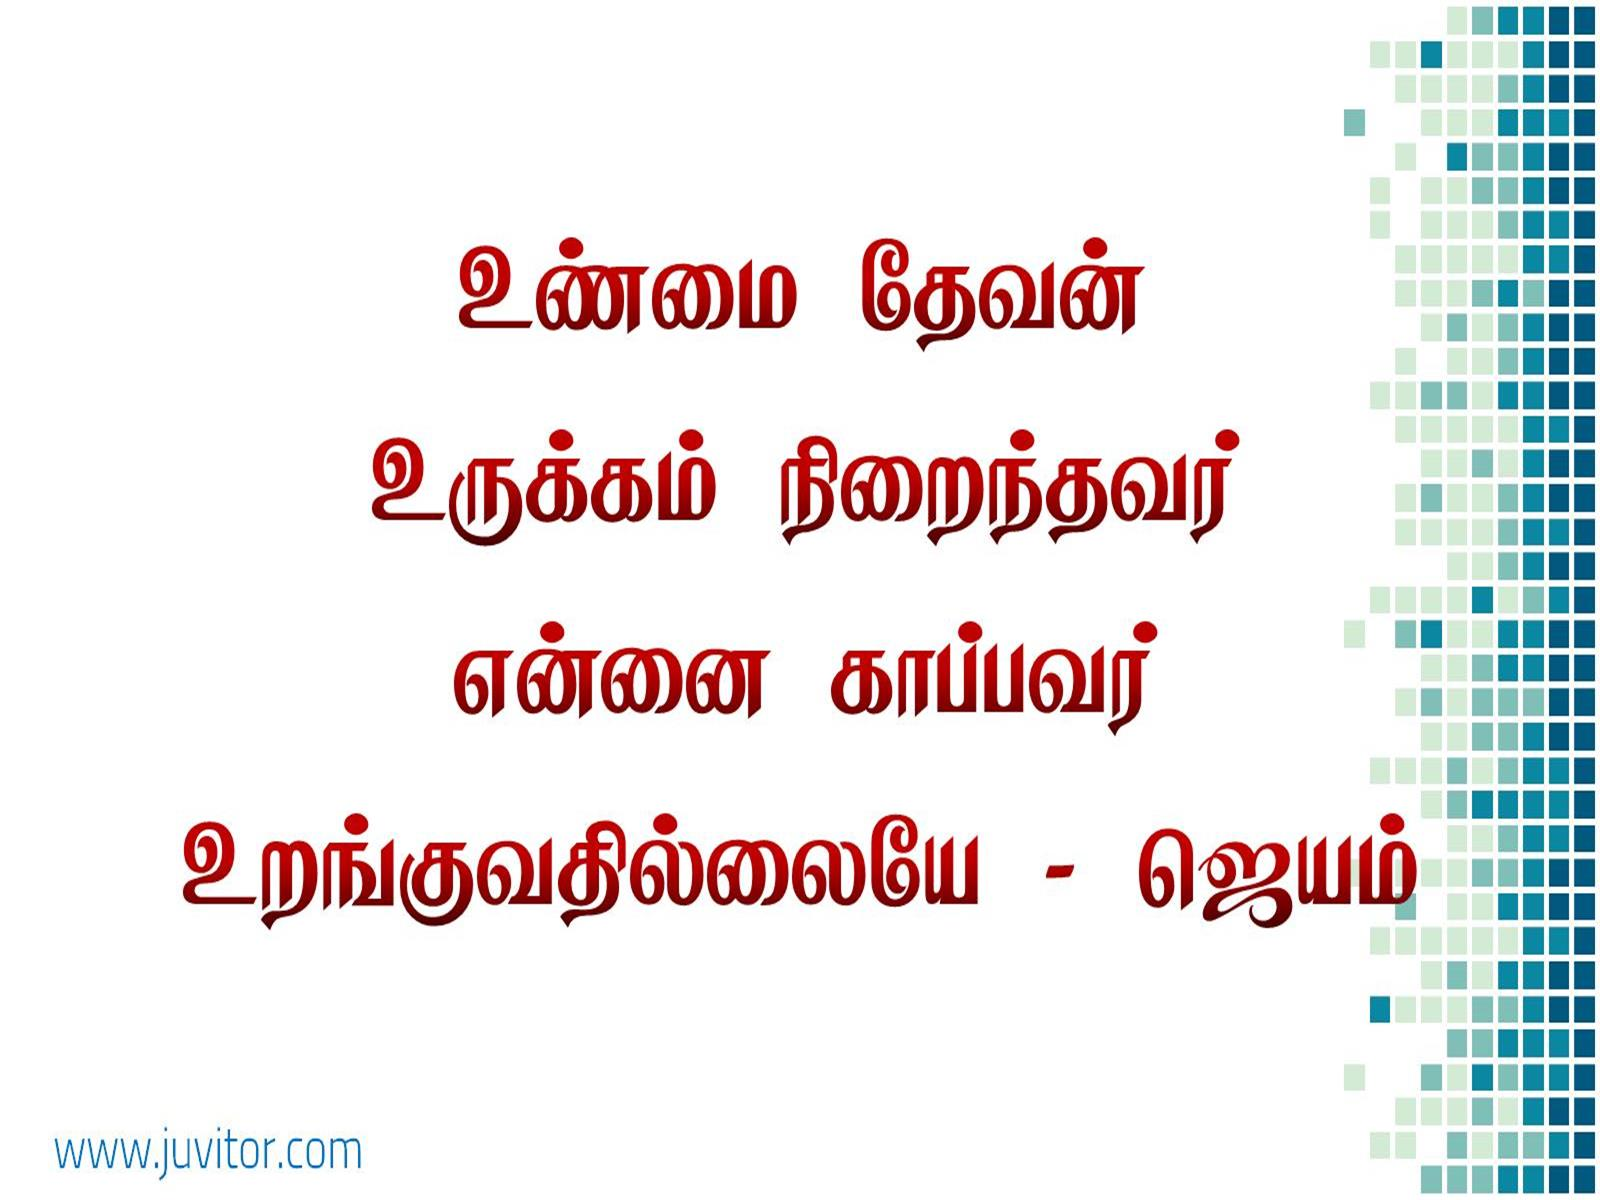 உண்மை தேவன்
உருக்கம் நிறைந்தவர்
என்னை காப்பவர்
உறங்குவதில்லையே - ஜெயம்
www.juvitor.com